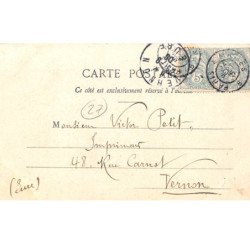 CARTE POSTALE
Ce côté est exclusivement réservé à l'adresse
27
Monsieur Victor Petit,
Imprimeur
48, Rue Carnot
Vernon
(Eure)